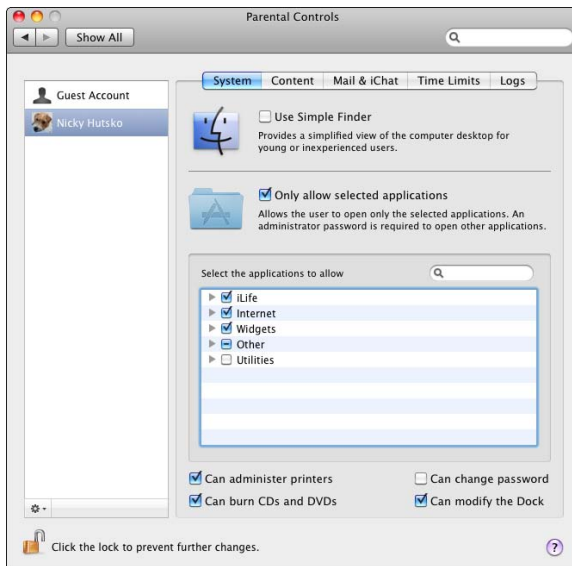 Parental Controls
Show All
System Content Mail & iChat Time Limits Logs
Guest Account
Nicky Hutsko
Use Simple Finder
Provides a simplified view of the computer desktop for
young or inexperienced users.
Only allow selected applications
Allows the user to open only the selected applications. An
administrator password is required to open other applications.
Select the applications to allow
iLife
Internet
Widgets
Other
Utilities
Can administer printers Can change password
Can burn CDs and DVDs Can modify the Dock
Click the lock to prevent further changes. ?